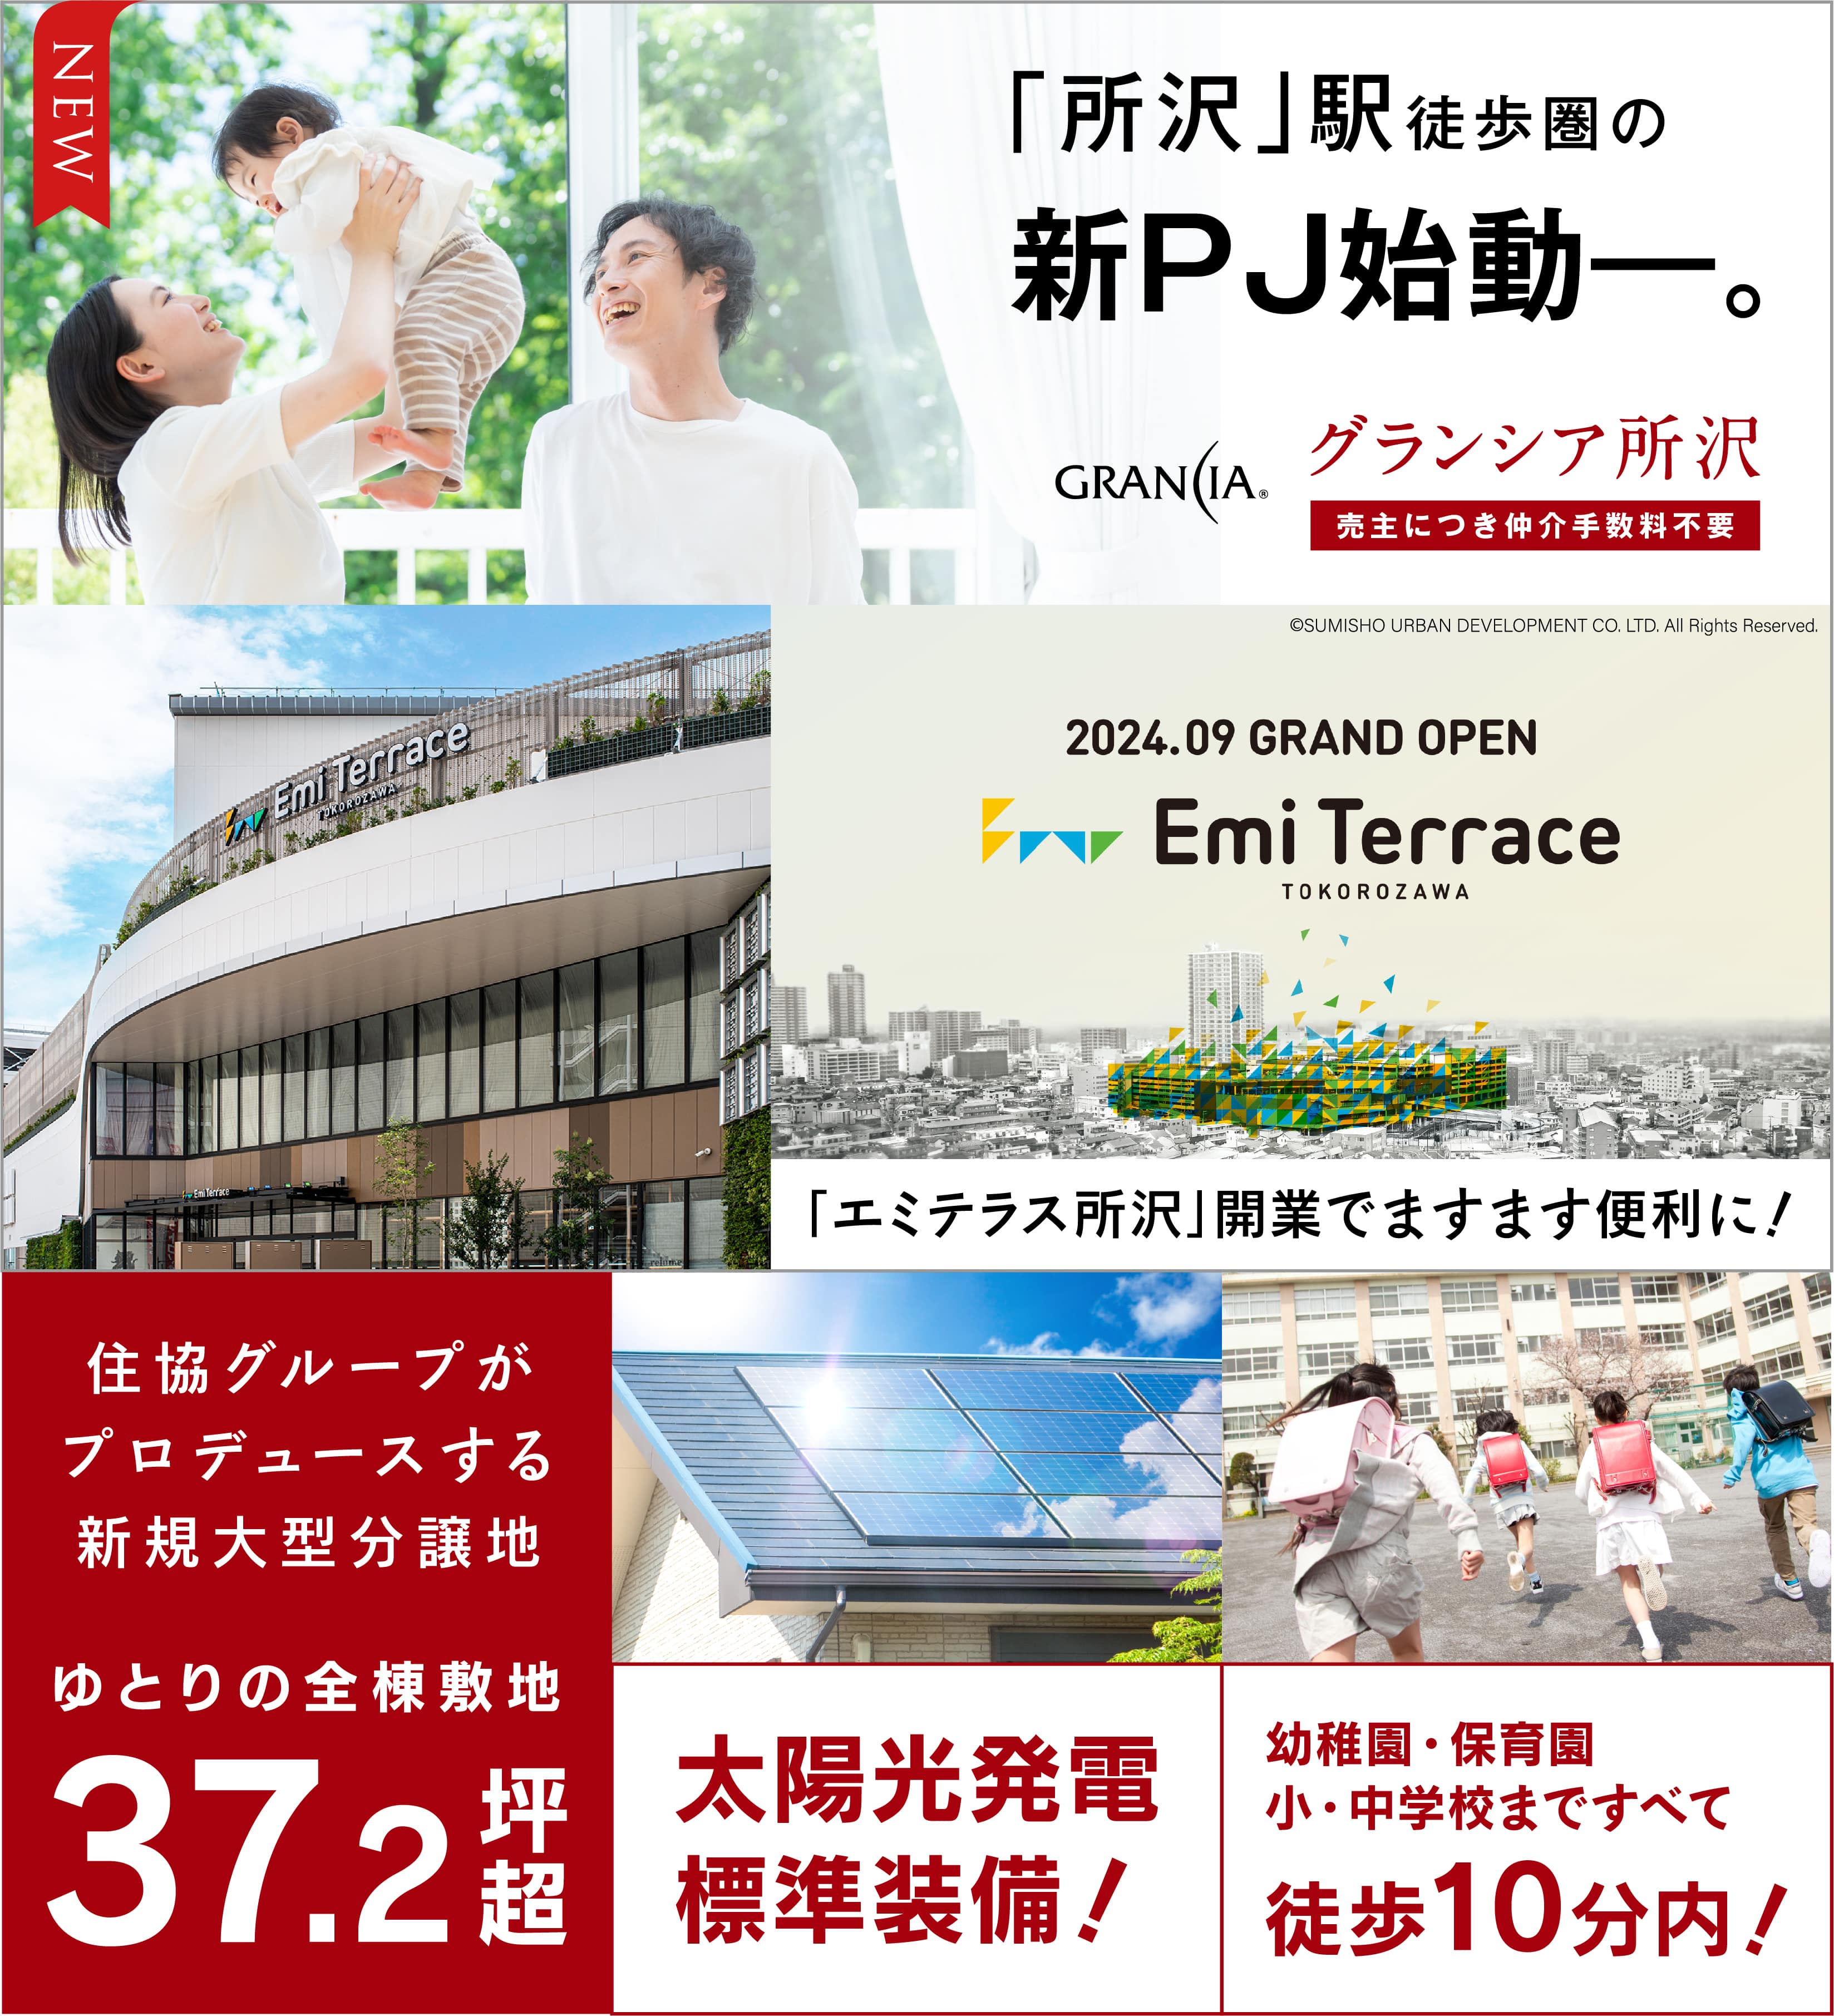 NEW
「所沢」駅徒歩圏の
新PJ始動―。
GRANCIA®
グランシア所沢
売主につき仲介手数料不要
Emi Terrace
TOKOROZAWA
Emi Terrace
©SUMISHO URBAN DEVELOPMENT CO. LTD. All Rights Reserved.
2024.09 GRAND OPEN
Emi Terrace
TOKOROZAWA
「エミテラス所沢」開業でますます便利に!
住協グループが
プロデュースする
新規大型分譲地
ゆとりの全棟敷地
37.2坪超
太陽光発電
標準装備!
幼稚園・保育園
小・中学校まですべて
徒歩10分内!